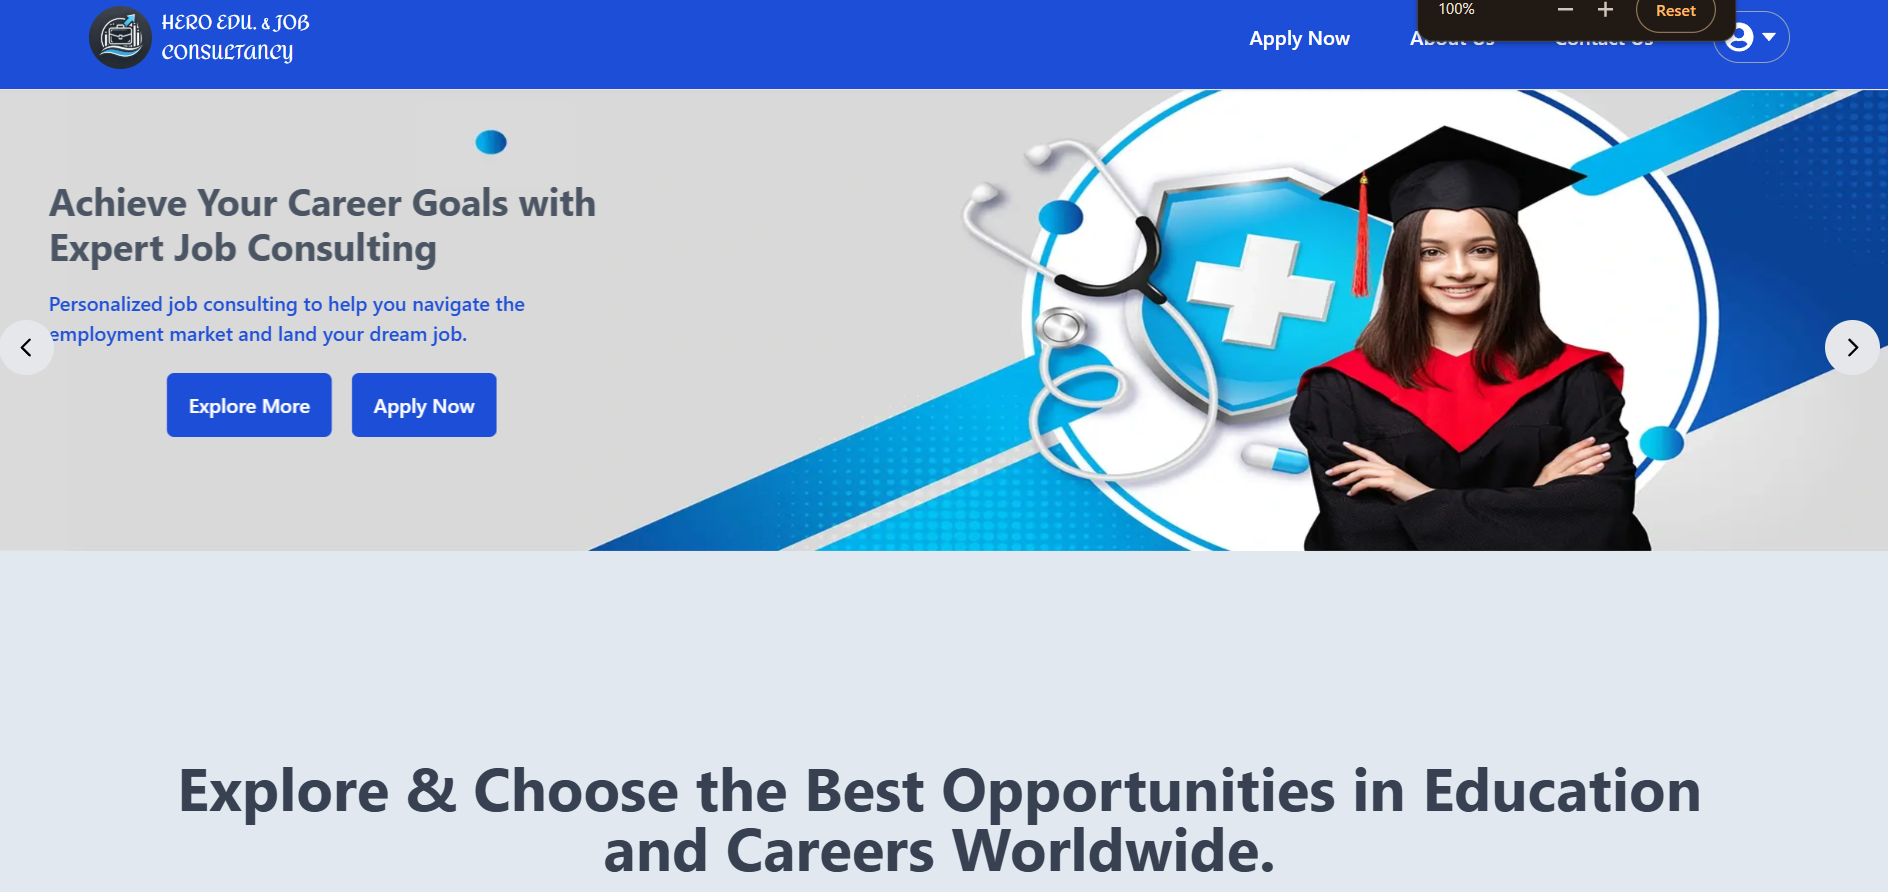 HERO EDU. & JOB
CONSULTANCY
Apply Now
About Us
Contact Us
100%
Reset
Achieve Your Career Goals with
Expert Job Consulting
Personalized job consulting to help you navigate the
employment market and land your dream job.
Explore More
Apply Now
Explore & Choose the Best Opportunities in Education
and Careers Worldwide.